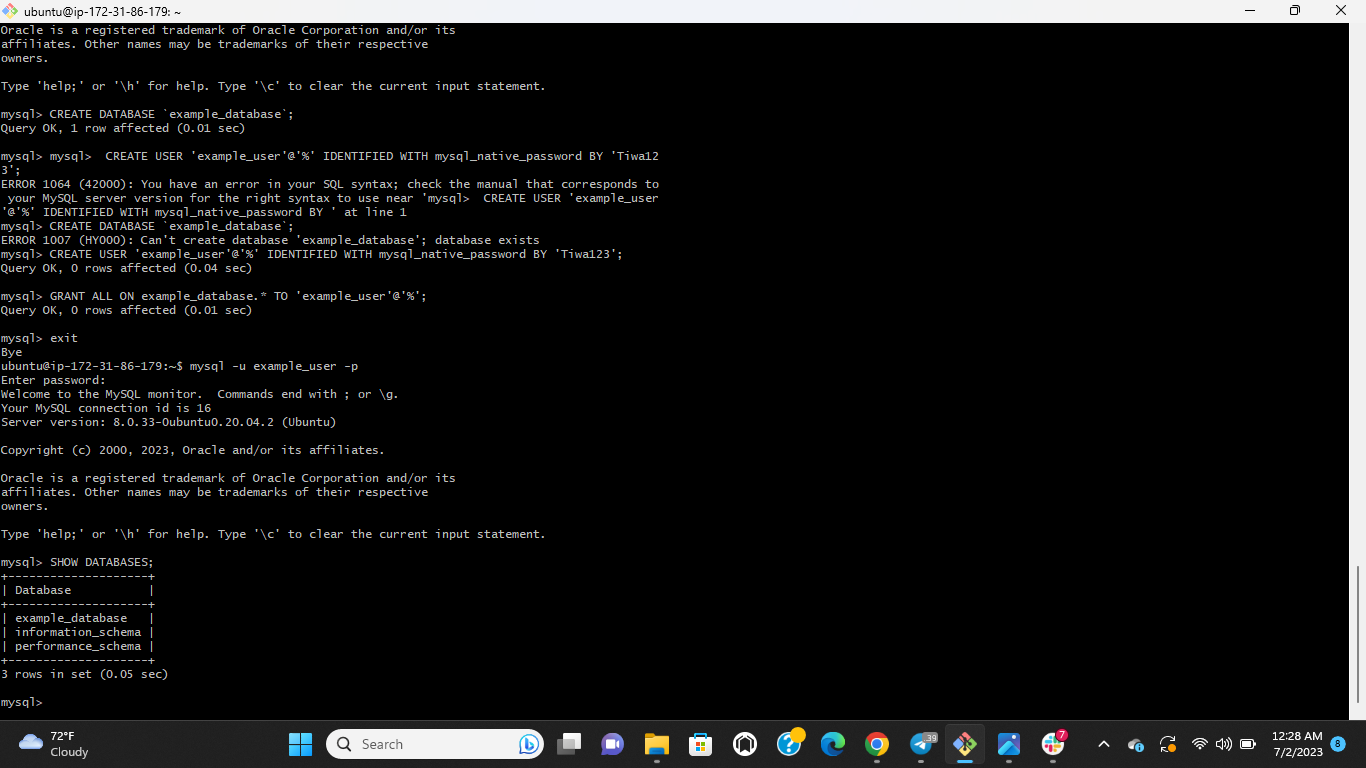 ubuntu@ip-172-31-86-179: ~
Oracle is a registered trademark of Oracle Corporation and/or its
affiliates. Other names may be trademarks of their respective
owners.
Type 'help;' or '\h' for help. Type '\c' to clear the current input statement.
mysql> CREATE DATABASE `example_database`;
Query OK, 1 row affected (0.01 sec)
mysql> mysql>  CREATE USER 'example_user'@'%' IDENTIFIED WITH mysql_native_password BY 'Tiwa12
3';
ERROR 1064 (42000): You have an error in your SQL syntax; check the manual that corresponds to
 your MySQL server version for the right syntax to use near 'mysql>  CREATE USER 'example_user
'@'%' IDENTIFIED WITH mysql_native_password BY ' at line 1
mysql> CREATE DATABASE `example_database`;
ERROR 1007 (HY000): Can't create database 'example_database'; database exists
mysql> CREATE USER 'example_user'@'%' IDENTIFIED WITH mysql_native_password BY 'Tiwa123';
Query OK, 0 rows affected (0.04 sec)
mysql> GRANT ALL ON example_database.* TO 'example_user'@'%';
Query OK, 0 rows affected (0.01 sec)
mysql> exit
Bye
ubuntu@ip-172-31-86-179:~$ mysql -u example_user -p
Enter password:
Welcome to the MySQL monitor.  Commands end with ; or \g.
Your MySQL connection id is 16
Server version: 8.0.33-0ubuntu0.20.04.2 (Ubuntu)
Copyright (c) 2000, 2023, Oracle and/or its affiliates.
Oracle is a registered trademark of Oracle Corporation and/or its
affiliates. Other names may be trademarks of their respective
owners.
Type 'help;' or '\h' for help. Type '\c' to clear the current input statement.
mysql> SHOW DATABASES;
+--------------------+
| Database           |
+--------------------+
| example_database   |
| information_schema |
| performance_schema |
+--------------------+
3 rows in set (0.05 sec)
mysql>
72°F
Cloudy
Search
39
7
12:28 AM
7/2/2023
8